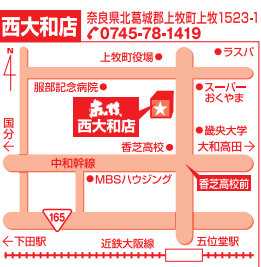 西大和店
奈良県北葛城郡上牧町上牧1523-1
0745-78-1419
N
上牧町役場
ラスパ
服部記念病院
スーパー
おくやま
西大和店
国分
畿央大学
香芝高校
大和高田
中和幹線
MBSハウジング
香芝高校前
165
下田駅
近鉄大阪線
五位堂駅